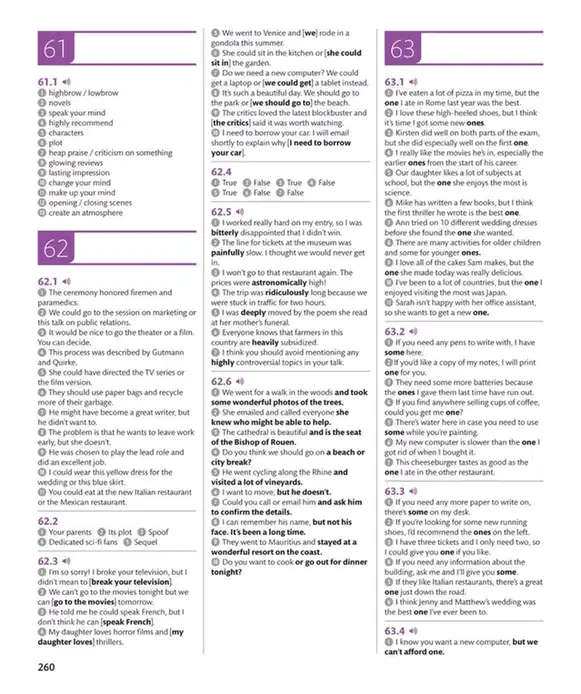 61
61.1
1 highbrow / lowbrow
2 novels
3 speak your mind
4 highly recommend
5 characters
6 plot
7 heap praise / criticism on something
8 glowing reviews
9 lasting impression
10 change your mind
11 make up your mind
12 opening / closing scenes
13 create an atmosphere
62
62.1
1 The ceremony honored firemen and
paramedics.
2 We could go to the session on marketing or
this talk on public relations.
3 It would be nice to go to the theater or a film.
You can decide.
4 This process was described by Gutmann
and Quirke.
5 She could have directed the TV series or
the film version.
6 They should use paper bags and recycle
more of their garbage.
7 He might have become a great writer, but
he didn't want to.
8 The problem is that he wants to leave work
early, but she doesn't.
9 He was chosen to play the lead role and
did an excellent job.
10 I could wear this yellow dress for the
wedding or this blue skirt.
11 You could eat at the new Italian restaurant
or the Mexican restaurant.
62.2
1 Your parents 2 Its plot 3 Spoof
4 Dedicated sci-fi fans 5 Sequel
62.3
1 I'm so sorry! I broke your television, but I
didn't mean to [break your television].
2 We can't go to the movies tonight but we
can [go to the movies] tomorrow.
3 He told me he could speak French, but I
don't think he can [speak French].
4 My daughter loves horror films and [my
daughter loves] thrillers.
5 We went to Venice and [we] rode in a
gondola this summer.
6 She could sit in the kitchen or [she could
sit in] the garden.
7 Do we need a new computer? We could
get a laptop or [we could get] a tablet instead.
8 It's such a beautiful day. We should go to
the park or [we should go to] the beach.
9 The critics loved the latest blockbuster and
[the critics] said it was worth watching.
10 I need to borrow your car. I will email
shortly to explain why [I need to borrow
your car].
62.4
1 True 2 False 3 True 4 False
5 True 6 False 7 False
62.5
1 I worked really hard on my entry, so I was
bitterly disappointed that I didn't win.
2 The line for tickets at the museum was
painfully slow. I thought we would never get
in.
3 I won't go to that restaurant again. The
prices were astronomically high!
4 The trip was ridiculously long because we
were stuck in traffic for two hours.
5 I was deeply moved by the poem she read
at her mother's funeral.
6 Everyone knows that farmers in this
country are heavily subsidized.
7 I think you should avoid mentioning any
highly controversial topics in your talk.
62.6
1 We went for a walk in the woods and took
some wonderful photos of the trees.
2 She emailed and called everyone she
knew who might be able to help.
3 The cathedral is beautiful and is the seat
of the Bishop of Rouen.
4 Do you think we should go on a beach or
city break?
5 He went cycling along the Rhine and
visited a lot of vineyards.
6 I want to move, but he doesn't.
7 Could you call or email him and ask him
to confirm the details.
8 I can remember his name, but not his
face. It's been a long time.
9 They went to Mauritius and stayed at a
wonderful resort on the coast.
10 Do you want to cook or go out for dinner
tonight?
63
63.1
1 I've eaten a lot of pizza in my time, but the
one I ate in Rome last year was the best.
2 I love these high-heeled shoes, but I think
it's time I got some new ones.
3 Kirsten did well on both parts of the exam,
but she did especially well on the first one.
4 I really like the movies he's in, especially the
earlier ones from the start of his career.
5 Our daughter likes a lot of subjects at
school, but the one she enjoys the most is
science.
6 Mike has written a few books, but I think
the first thriller he wrote is the best one.
7 Ann tried on 10 different wedding dresses
before she found the one she wanted.
8 There are many activities for older children
and some for younger ones.
9 I love all of the cakes Sam makes, but the
one she made today was really delicious.
10 I've been to a lot of countries, but the one I
enjoyed visiting the most was Japan.
11 Sarah isn't happy with her office assistant,
so she wants to get a new one.
63.2
1 If you need any pens to write with, I have
some here.
2 If you'd like a copy of my notes, I will print
one for you.
3 They need some more batteries because
the ones I gave them last time have run out.
4 If you find anywhere selling cups of coffee,
could you get me one?
5 There's water here in case you need to use
some while you're painting.
6 My new computer is slower than the one I
got rid of when I bought it.
7 This cheeseburger tastes as good as the
one I ate in the other restaurant.
63.3
1 If you need any more paper to write on,
there's some on my desk.
2 If you're looking for some new running
shoes, I'd recommend the ones on the left.
3 I have three tickets and I only need two, so
I could give you one if you like.
4 If you need any information about the
building, ask me and I'll give you some.
5 If they like Italian restaurants, there's a great
one just down the road.
6 I think Jenny and Matthew's wedding was
the best one I've ever been to.
63.4
1 I know you want a new computer, but we
can't afford one.
260